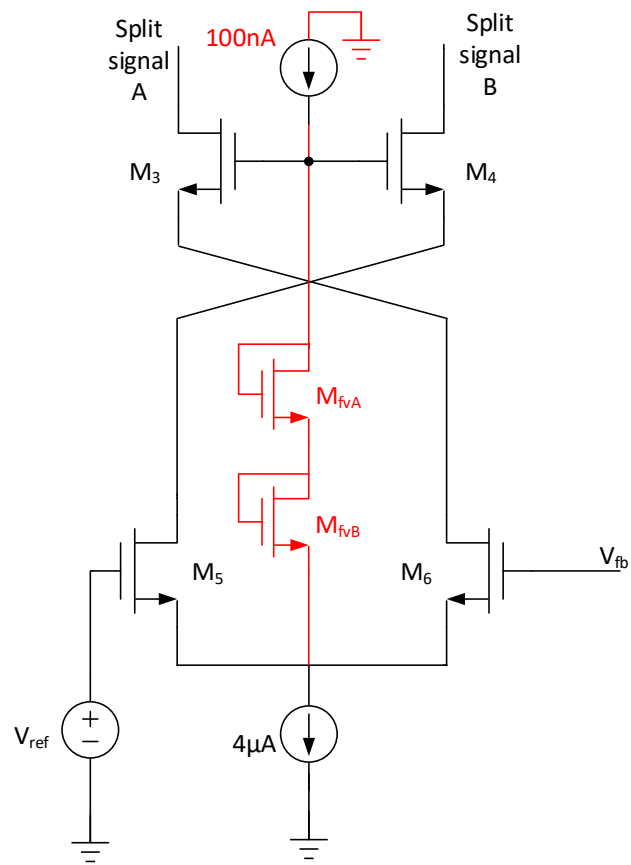 Split
signal
A
100nA
Split
signal
B
M3
M4
MfvA
MfvB
M5
M6
Vfb
Vref
+
−
4µA